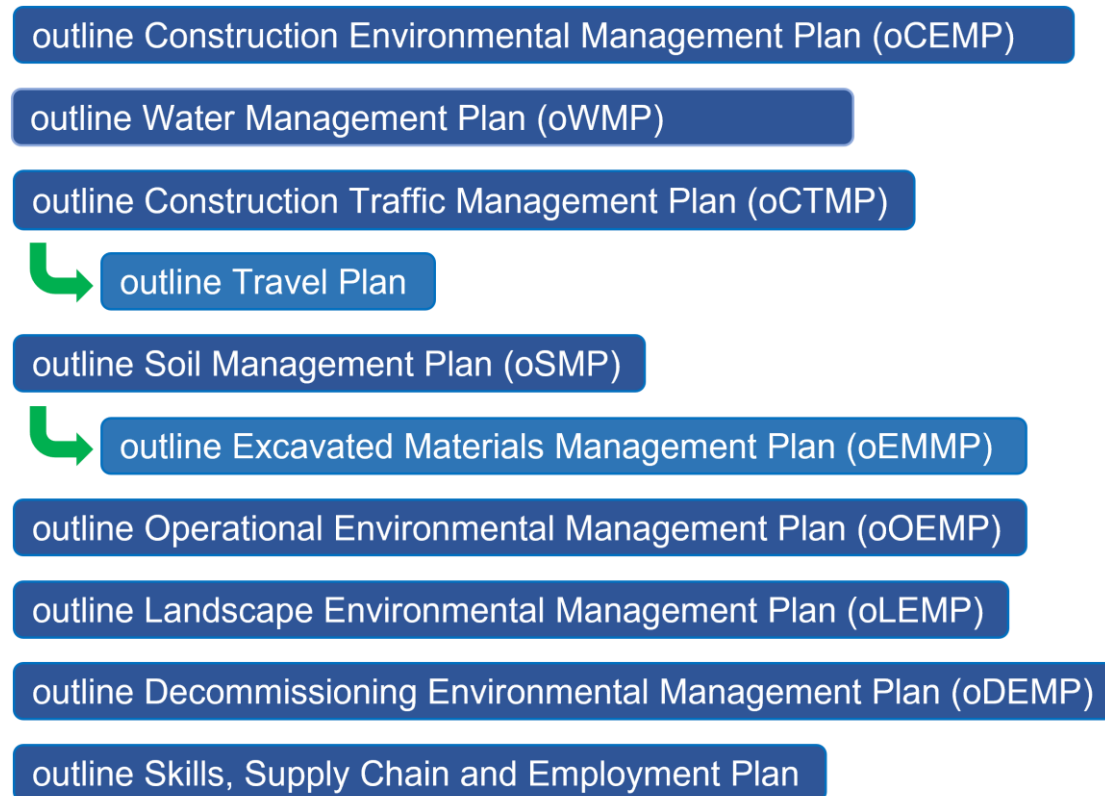 outline Construction Environmental Management Plan (oCEMP)
outline Water Management Plan (oWMP)
outline Construction Traffic Management Plan (oCTMP)
outline Travel Plan
outline Soil Management Plan (oSMP)
outline Excavated Materials Management Plan (oEMMP)
outline Operational Environmental Management Plan (oOEMP)
outline Landscape Environmental Management Plan (oLEMP)
outline Decommissioning Environmental Management Plan (oDEMP)
outline Skills, Supply Chain and Employment Plan